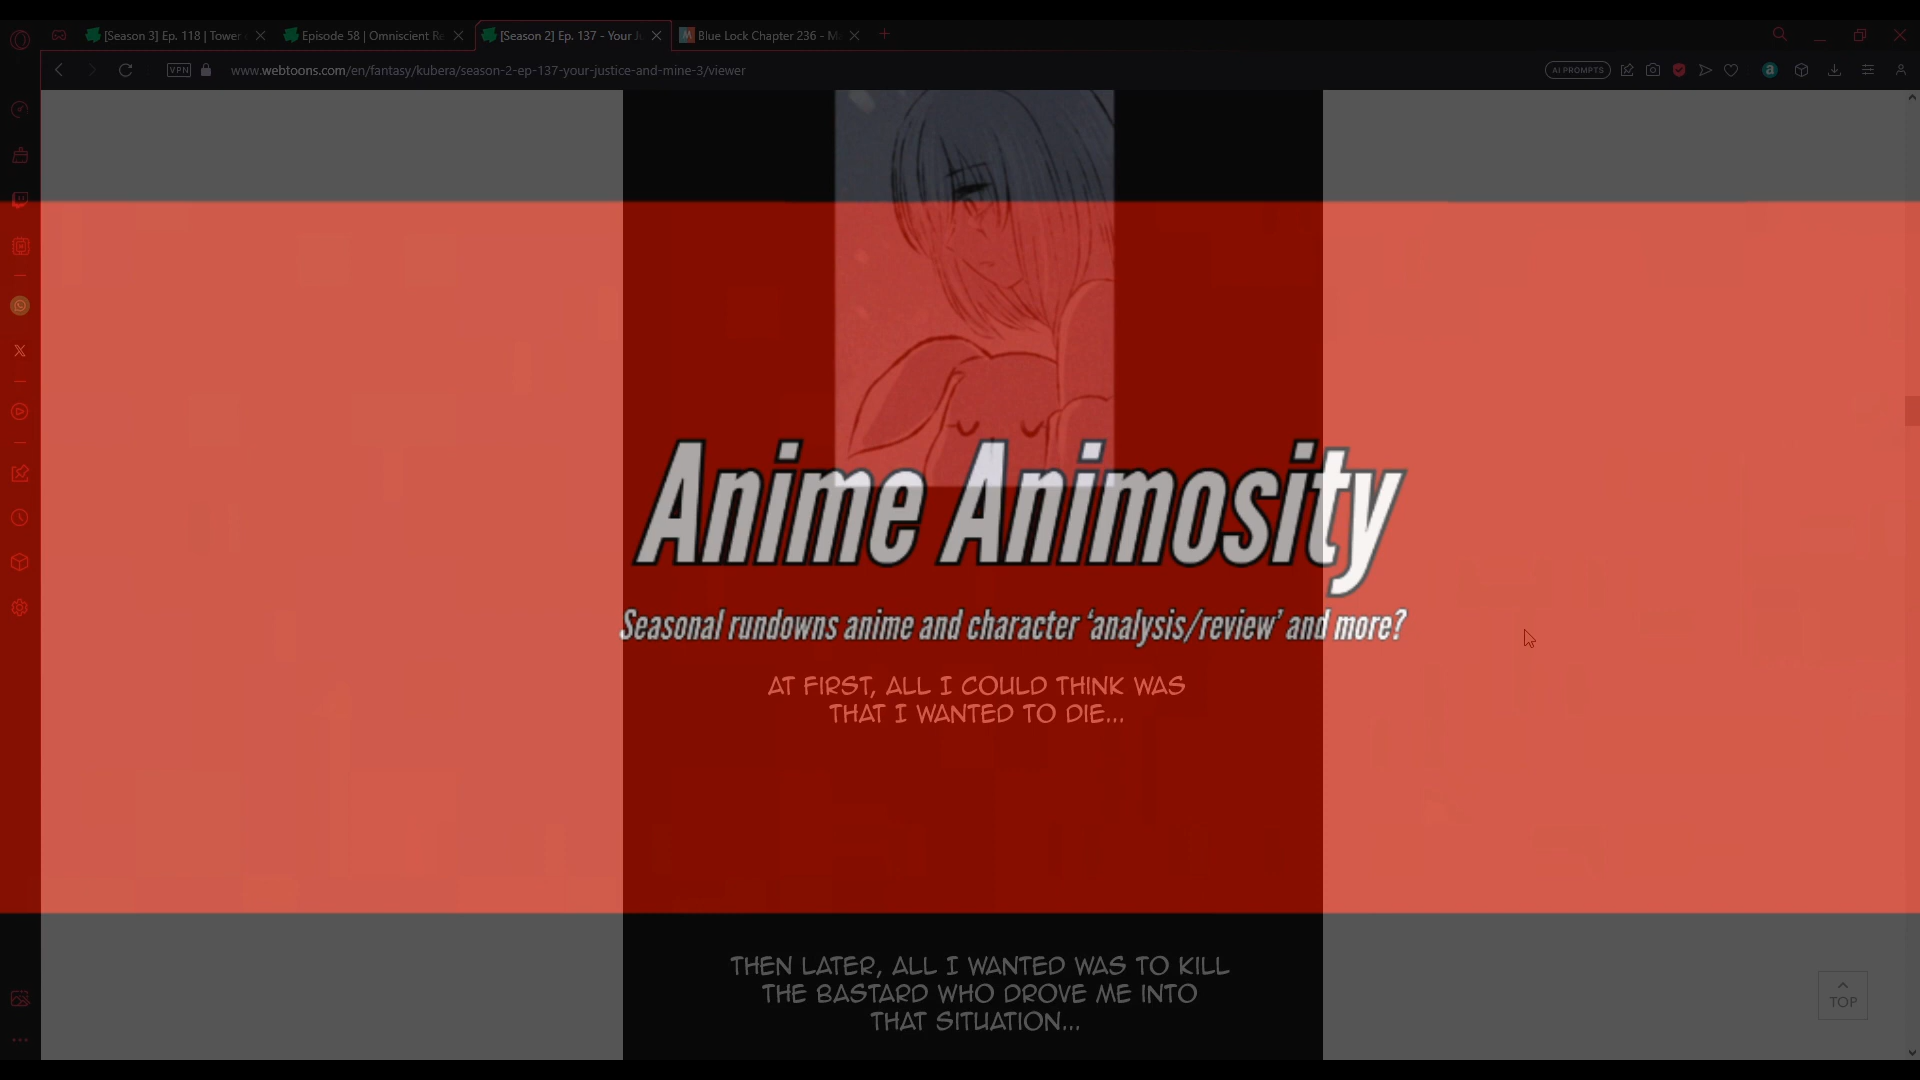 [Season 3] Ep. 118 | Tower
Episode 58 | Omniscient Re
[Season 2] Ep. 137 - Your Ju
Blue Lock Chapter 236 - M
VPN
www.webtoons.com/en/fantasy/kubera/season-2-ep-137-your-justice-and-mine-3/viewer
AI PROMPTS
Anime Animosity
Seasonal rundowns anime and character ‘analysis/review’ and more?
AT FIRST, ALL I COULD THINK WAS
THAT I WANTED TO DIE...
THEN LATER, ALL I WANTED WAS TO KILL
THE BASTARD WHO DROVE ME INTO
THAT SITUATION...
TOP